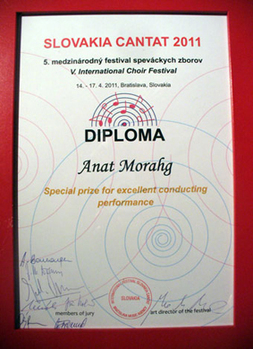 SLOVAKIA CANTAT 2011
5. medzinárodný festival speváckych zborov
V. International Choir Festival
14. - 17. 4. 2011, Bratislava, Slovakia
DIPLOMA
Anat Morahg
Special prize for excellent conducting
performance
members of jury
art director of the festival